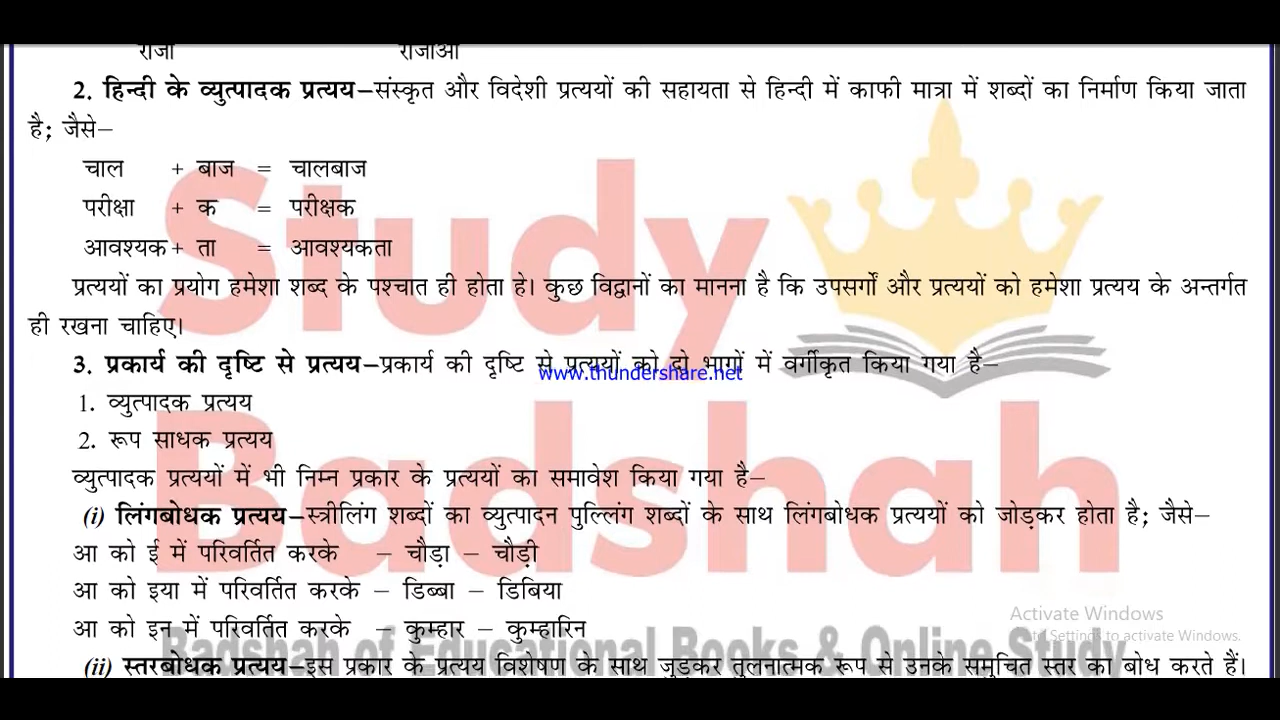 राजा राजाओं
2. हिन्दी के व्युत्पादक प्रत्यय–संस्कृत और विदेशी प्रत्ययों की सहायता से हिन्दी में काफी मात्रा में शब्दों का निर्माण किया जाता
है; जैसे–
चाल + बाज = चालबाज
परीक्षा + क = परीक्षक
आवश्यक + ता = आवश्यकता
प्रत्ययों का प्रयोग हमेशा शब्द के पश्चात ही होता हे। कुछ विद्वानों का मानना है कि उपसर्गों और प्रत्ययों को हमेशा प्रत्यय के अन्तर्गत
ही रखना चाहिए।
3. प्रकार्य की दृष्टि से प्रत्यय–प्रकार्य की दृष्टि से प्रत्ययों को दो भागों में वर्गीकृत किया गया है–
www.thundershare.net
1. व्युत्पादक प्रत्यय
2. रूप साधक प्रत्यय
व्युत्पादक प्रत्ययों में भी निम्न प्रकार के प्रत्ययों का समावेश किया गया है–
(i) लिंगबोधक प्रत्यय–स्त्रीलिंग शब्दों का व्युत्पादन पुल्लिंग शब्दों के साथ लिंगबोधक प्रत्ययों को जोड़कर होता है; जैसे–
आ को ई में परिवर्तित करके – चौड़ा – चौड़ी
आ को इया में परिवर्तित करके – डिब्बा – डिबिया
आ को इन में परिवर्तित करके – कुम्हार – कुम्हारिन
(ii) स्तरबोधक प्रत्यय–इस प्रकार के प्रत्यय विशेषण के साथ जुड़कर तुलनात्मक रूप से उनके समुचित स्तर का बोध करते हैं।
Study
Badshah
Badshah of Educational Books & Online Study
Activate Windows
to Settings to activate Windows.